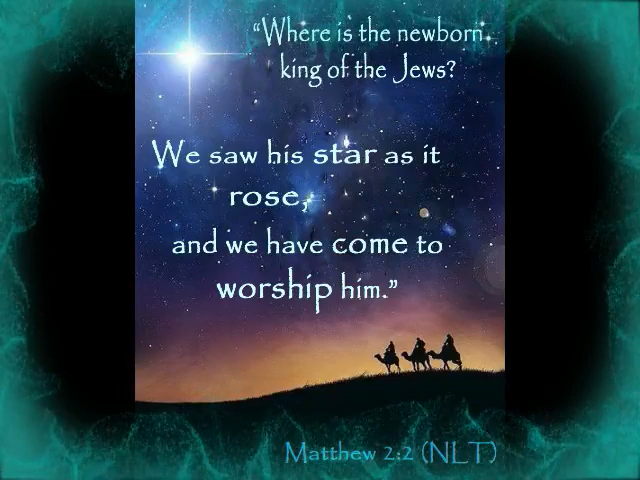 “Where is the newborn
king of the Jews?
We saw his star as it
rose,
and we have come to
worship him.”
Matthew 2:2 (NLT)